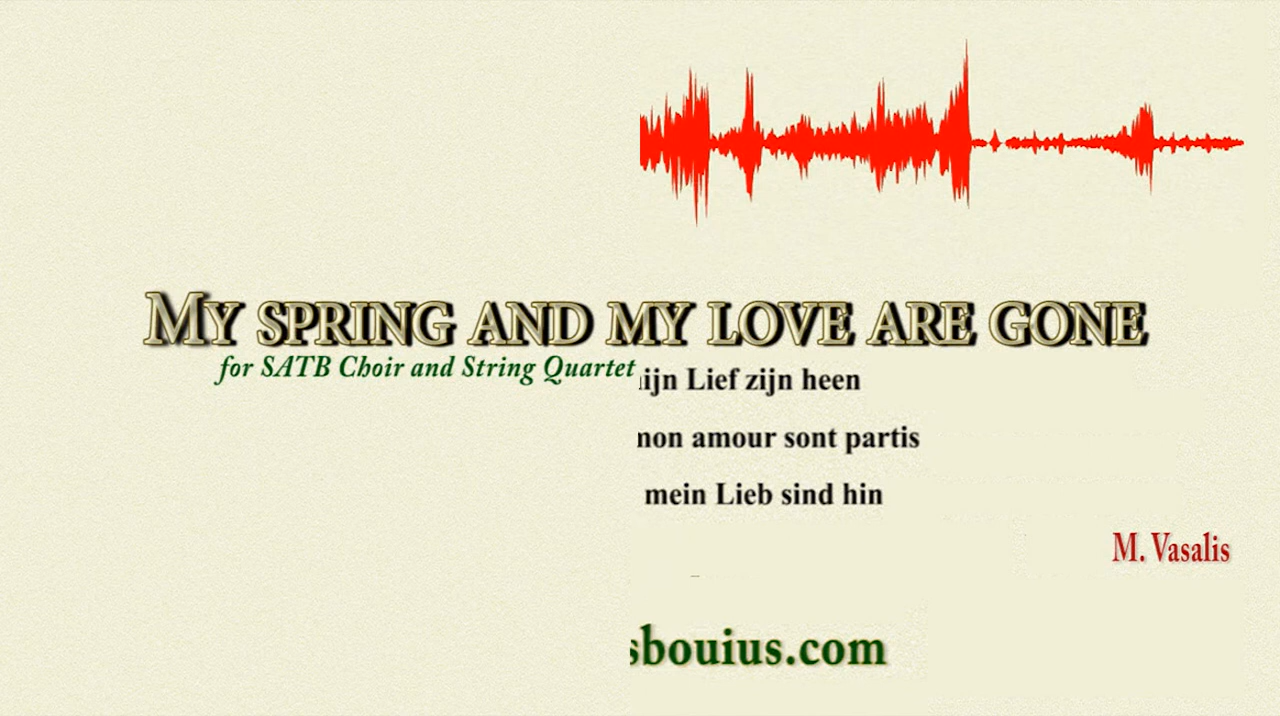 My spring and my love are gone
for SATB Choir and String Quartet
ijn Lief zijn heen
mon amour sont partis
mein Lieb sind hin
M. Vasalis
sbouius.com